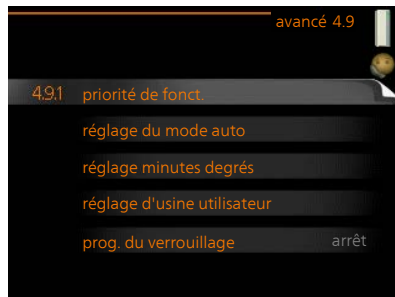 avancé 4.9
4.9.1 priorité de fonct.
réglage du mode auto
réglage minutes degrés
réglage d'usine utilisateur
prog. du verrouillage arrêt